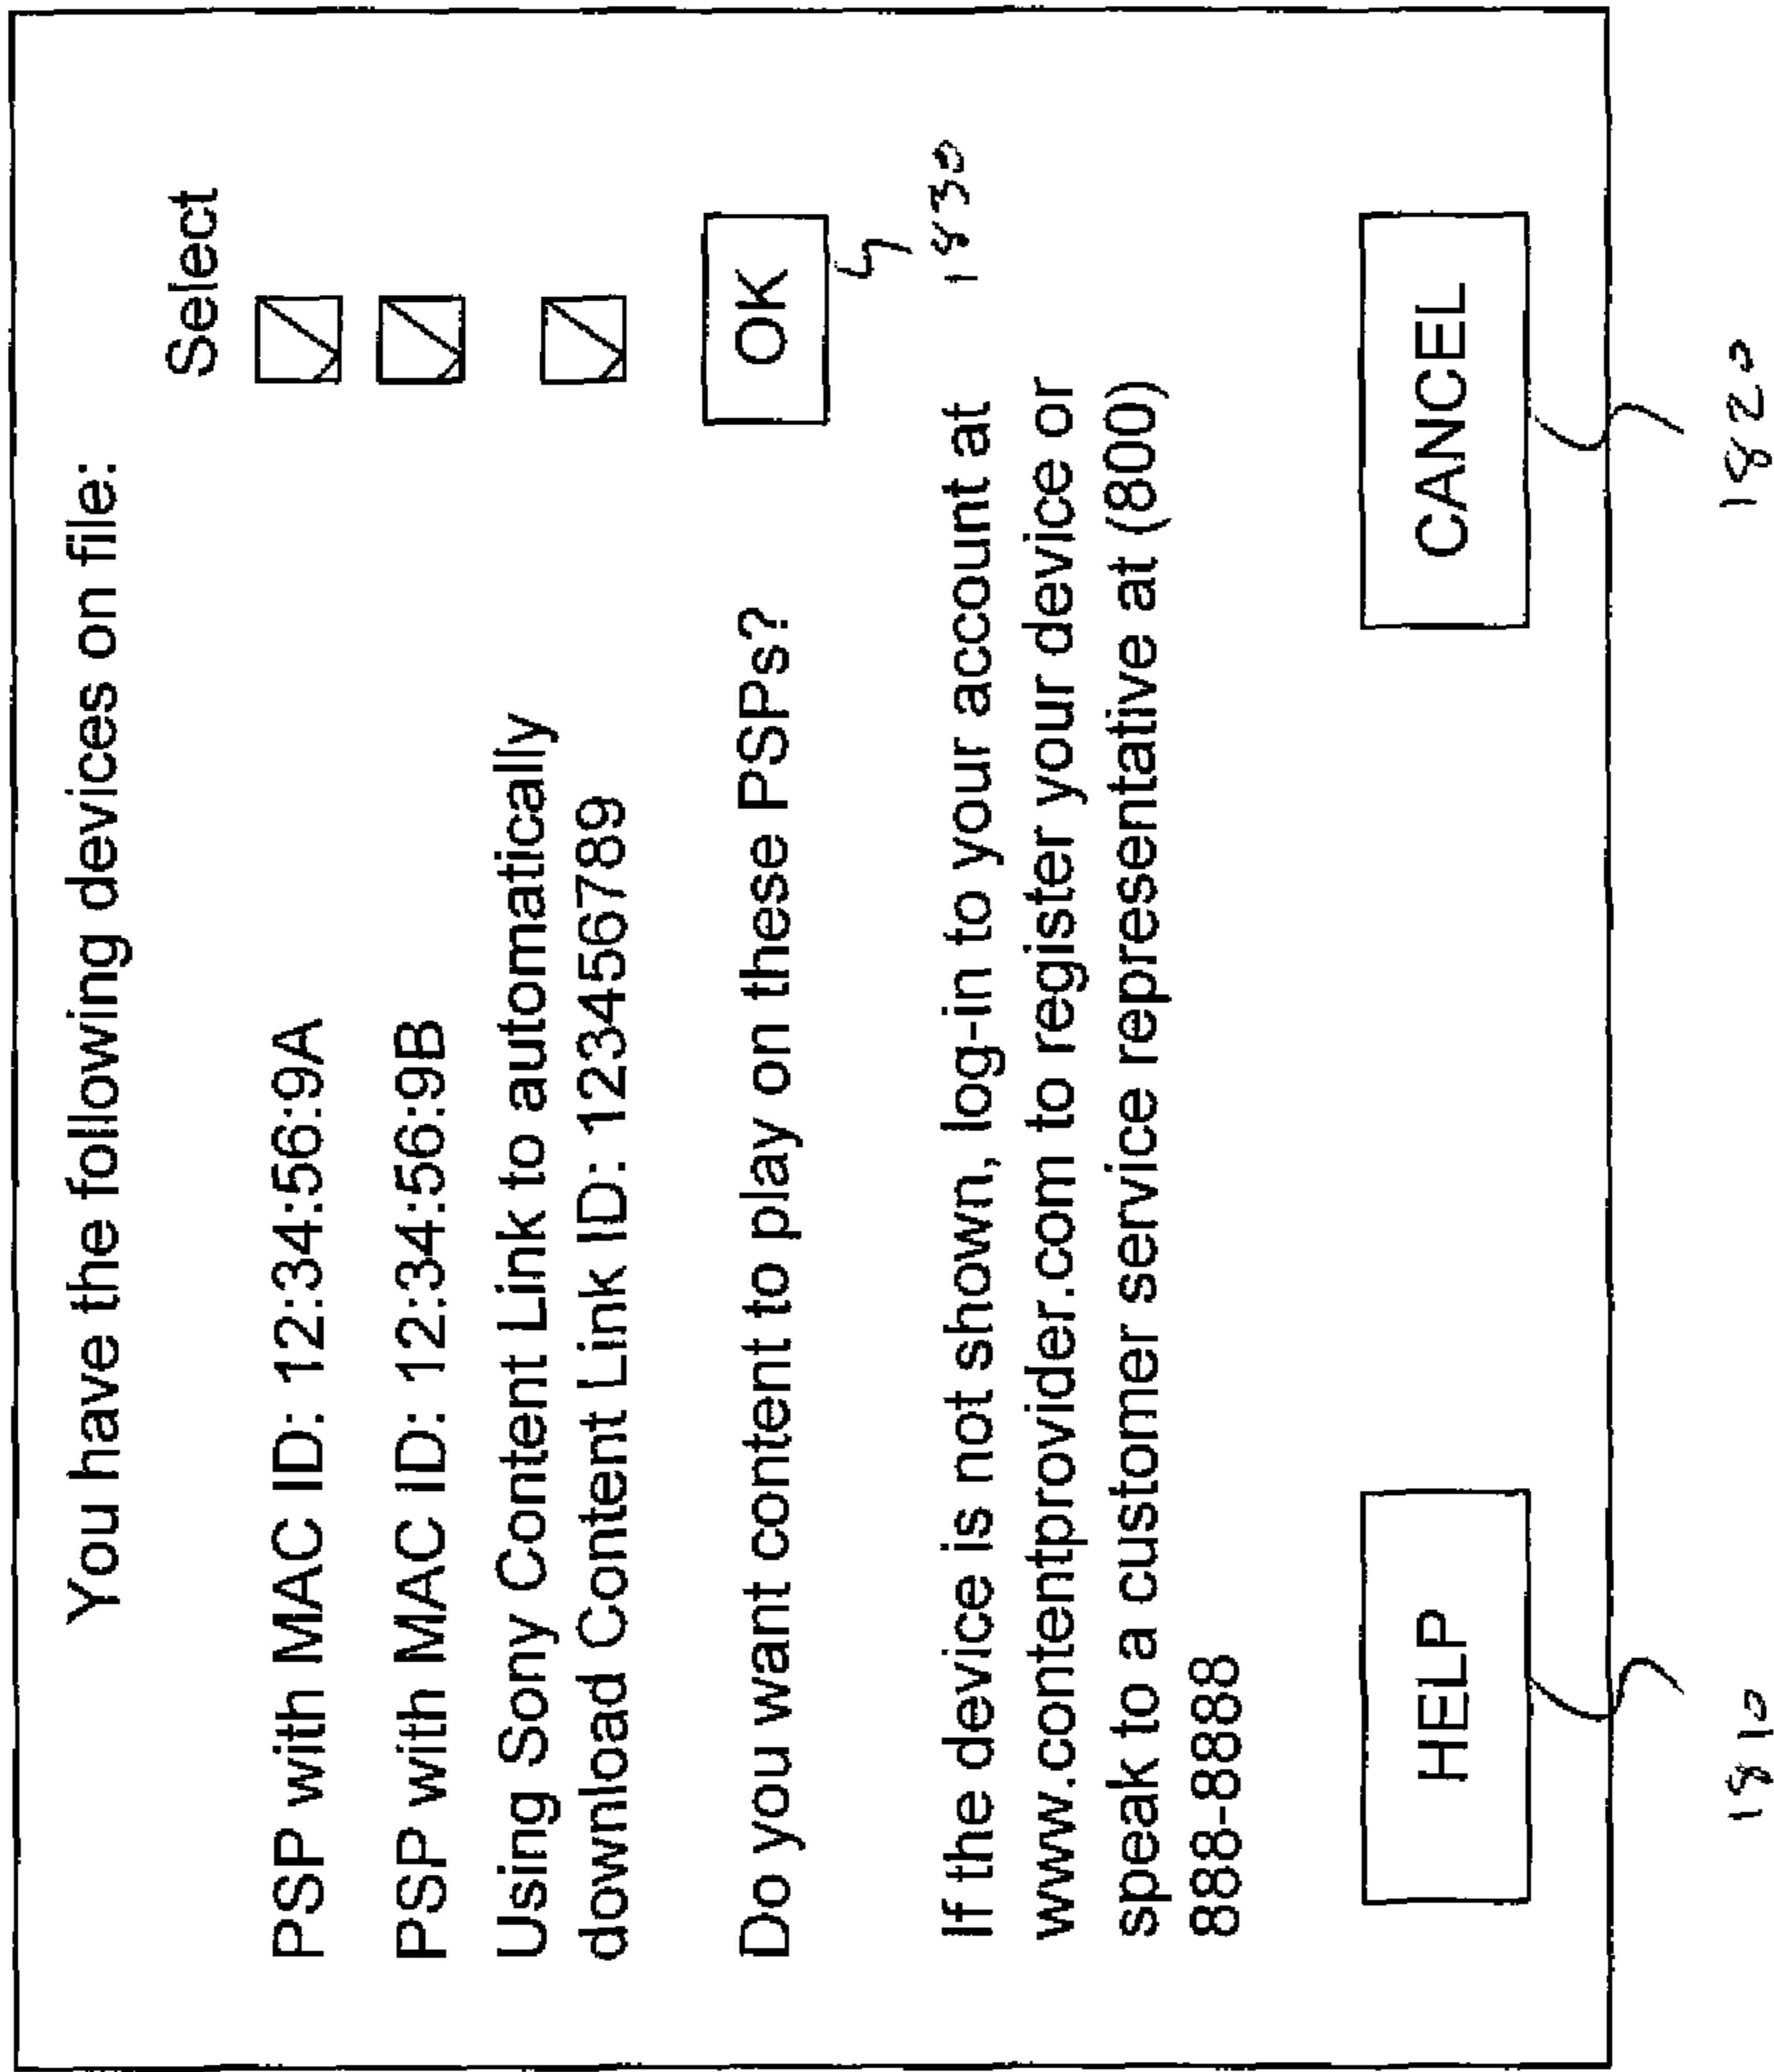 You have the following devices on file:
Select
PSP with MAC ID: 12:34:56:9A
PSP with MAC ID: 12:34:56:9B
Using Sony Content Link to automatically
download Content Link ID: 123456789
Do you want content to play on these PSPs?
OK
1830
If the device is not shown, log-in to your account at
www.contentprovider.com to register your device or
speak to a customer service representative at (800)
888-8888
HELP
CANCEL
1810
1820